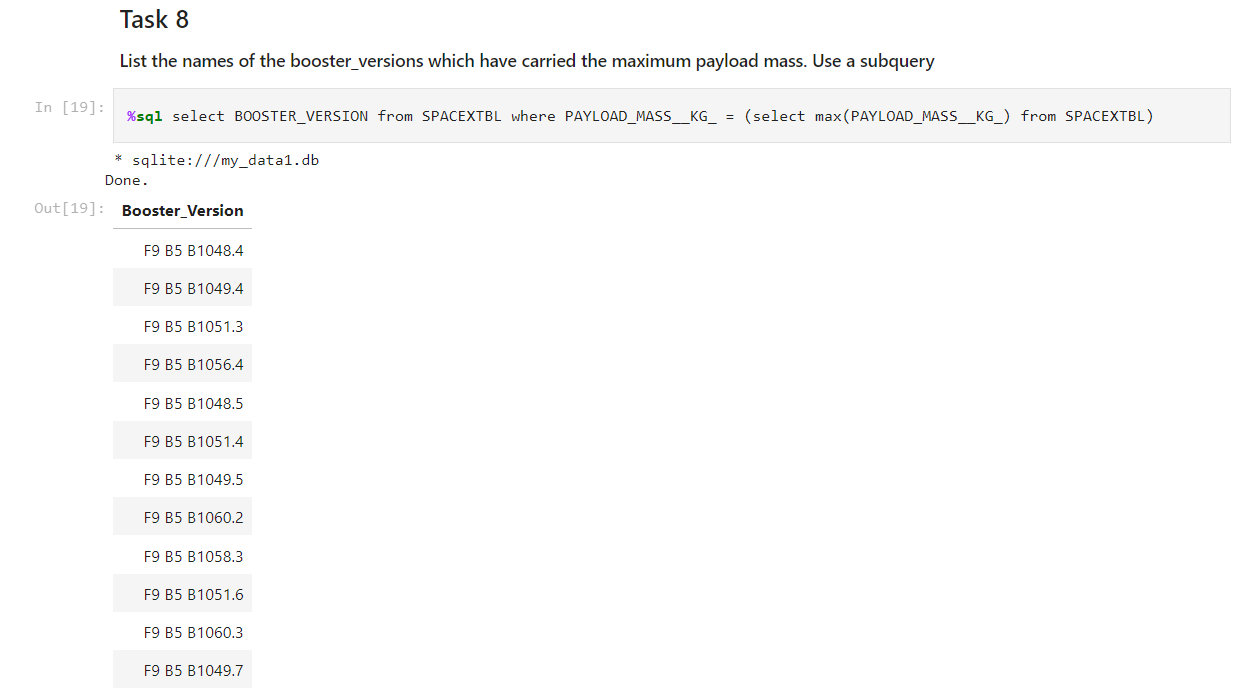 Task 8
List the names of the booster_versions which have carried the maximum payload mass. Use a subquery
In [19]: %sql select BOOSTER_VERSION from SPACEXTBL where PAYLOAD_MASS__KG_ = (select max(PAYLOAD_MASS__KG_) from SPACEXTBL)
* sqlite:///my_data1.db
Done.
Out[19]: Booster_Version
F9 B5 B1048.4
F9 B5 B1049.4
F9 B5 B1051.3
F9 B5 B1056.4
F9 B5 B1048.5
F9 B5 B1051.4
F9 B5 B1049.5
F9 B5 B1060.2
F9 B5 B1058.3
F9 B5 B1051.6
F9 B5 B1060.3
F9 B5 B1049.7